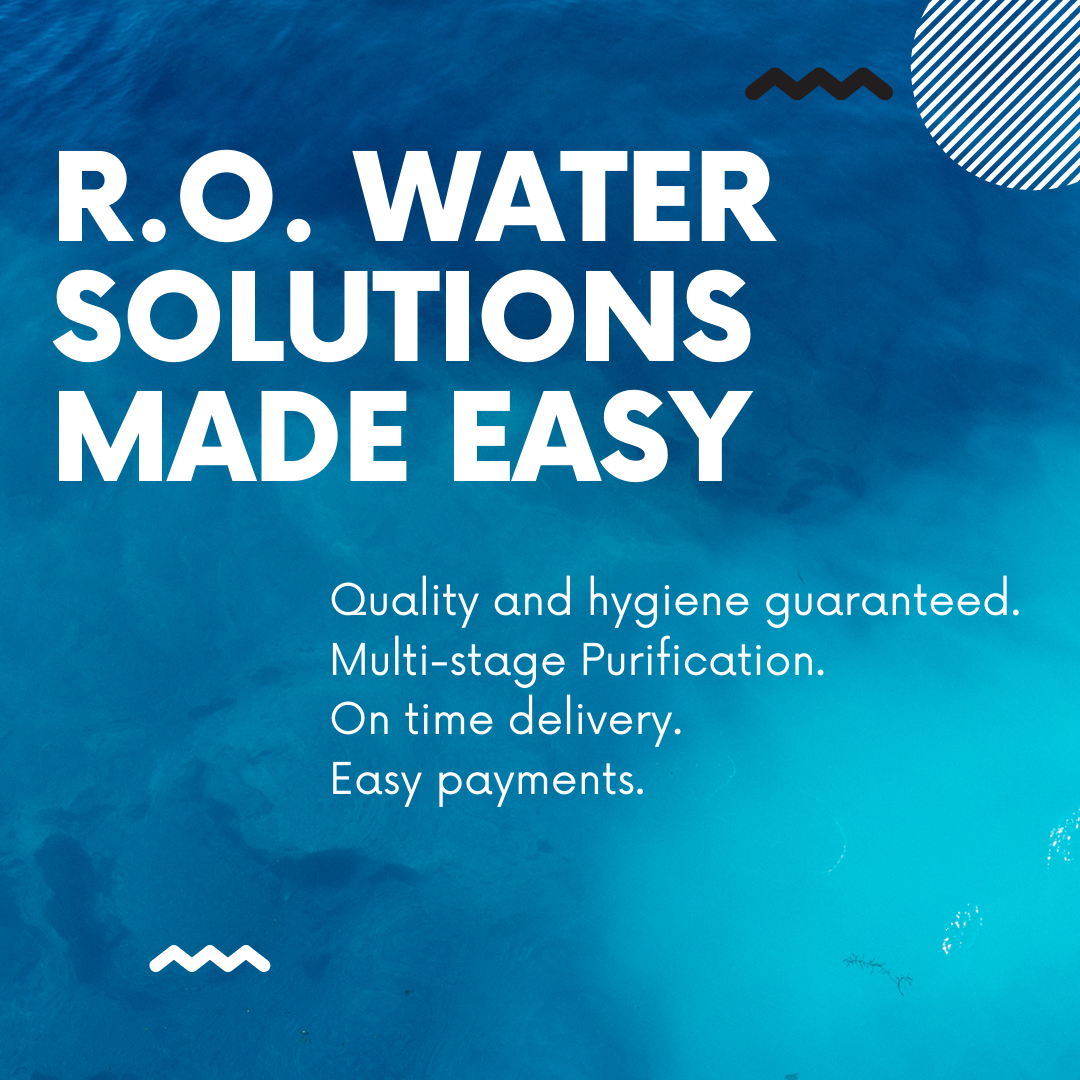 R.O. WATER
SOLUTIONS
MADE EASY
Quality and hygiene guaranteed.
Multi-stage Purification.
On time delivery.
Easy payments.